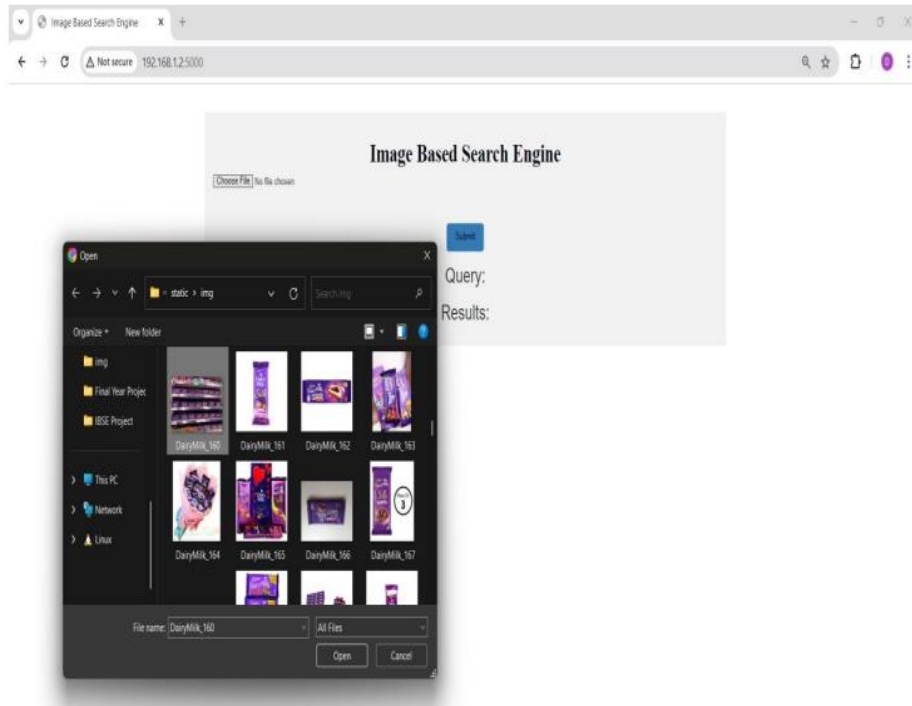 Image Based Search Engine
Not secure 192.168.1.2:5000
Image Based Search Engine
Choose File No file chosen
Submit
Query:
Results:
Open
static > img
Search img
Organize New folder
img
Final Year Projec
IBSE Project
This PC
Network
Linux
DairyMilk_160 DairyMilk_161 DairyMilk_162 DairyMilk_163
DairyMilk_164 DairyMilk_165 DairyMilk_166 DairyMilk_167
File name: DairyMilk_160 All Files
Open Cancel